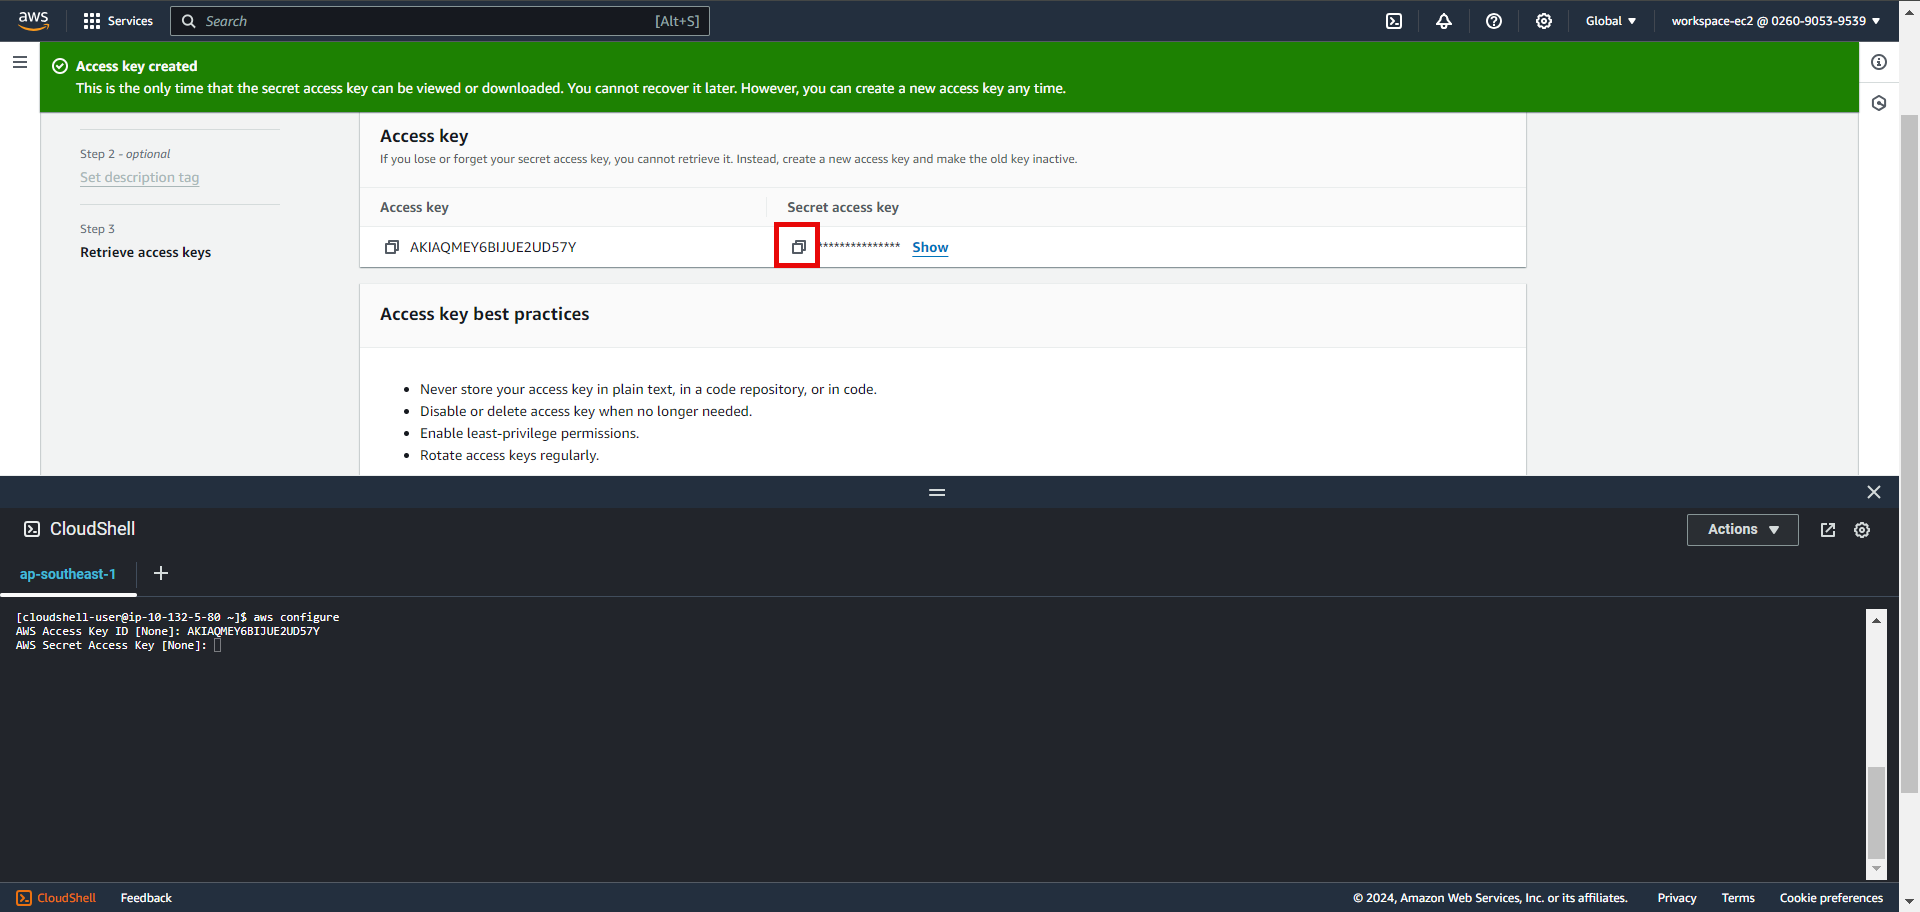 aws Services Search [Alt+S] Global workspace-ec2 @ 0260-9053-9539
Access key created
This is the only time that the secret access key can be viewed or downloaded. You cannot recover it later. However, you can create a new access key any time.
Step 2 - optional
Set description tag
Step 3
Retrieve access keys
Access key
If you lose or forget your secret access key, you cannot retrieve it. Instead, create a new access key and make the old key inactive.
Access key Secret access key
AKIAQMEY6BIJUE2UD57Y *************** Show
Access key best practices
• Never store your access key in plain text, in a code repository, or in code.
• Disable or delete access key when no longer needed.
• Enable least-privilege permissions.
• Rotate access keys regularly.
CloudShell Actions
ap-southeast-1
[cloudshell-user@ip-10-132-5-80 ~]$ aws configure
AWS Access Key ID [None]: AKIAQMEY6BIJUE2UD57Y
AWS Secret Access Key [None]:
CloudShell Feedback © 2024, Amazon Web Services, Inc. or its affiliates. Privacy Terms Cookie preferences